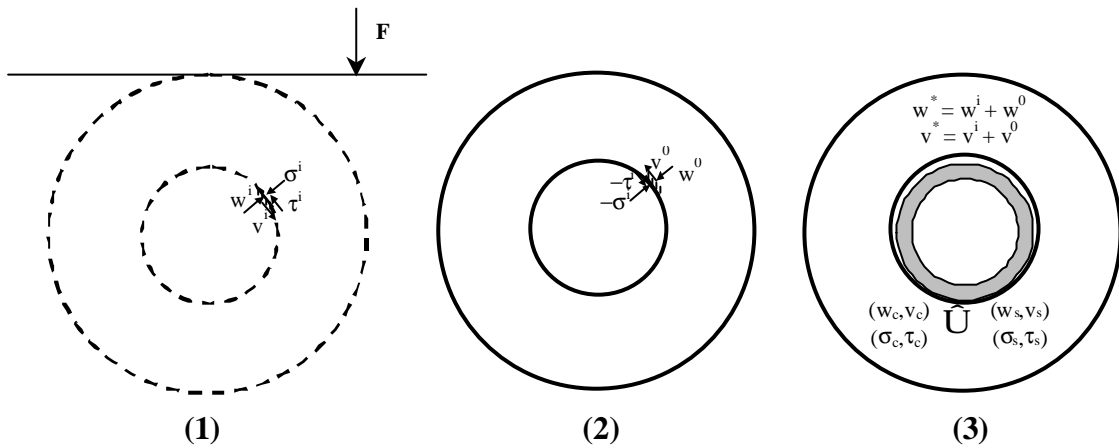 F
σ^i
w^i
τ^i
v^i
(1)
v^0
w^0
−τ^i
−σ^i
(2)
w^* = w^i + w^0
v^* = v^i + v^0
(w_c,v_c) Û (w_s,v_s)
(σ_c,τ_c) (σ_s,τ_s)
(3)